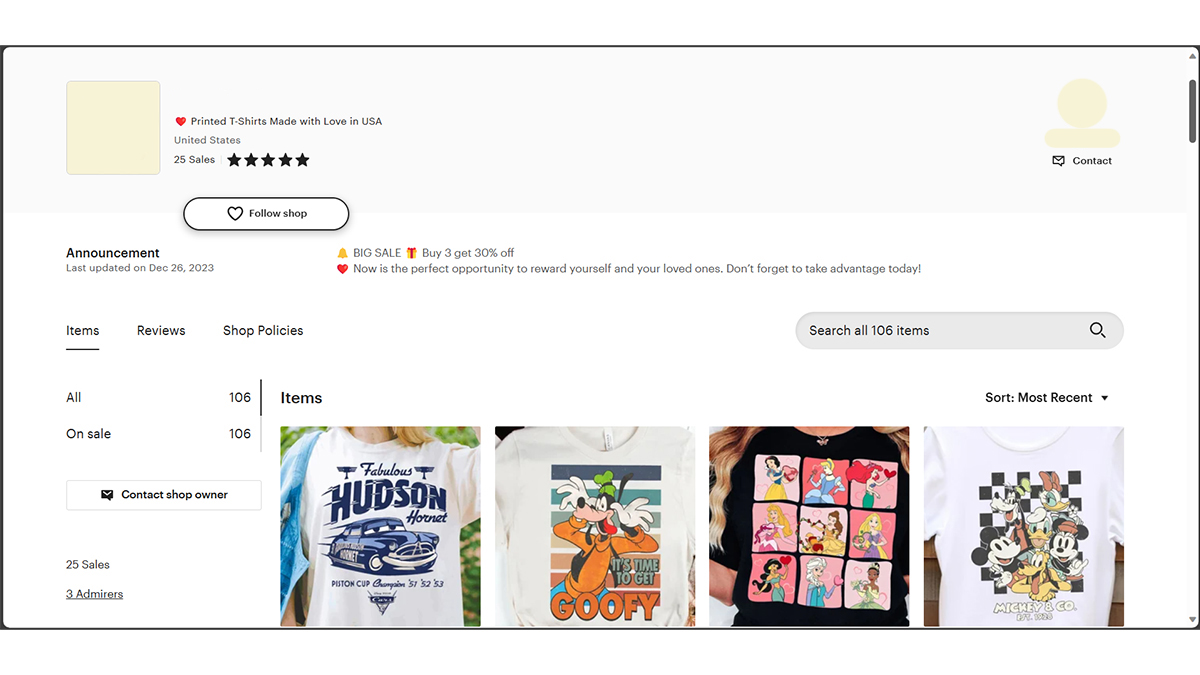 Printed T-Shirts Made with Love in USA
United States
25 Sales
Contact
Follow shop
Announcement
Last updated on Dec 26, 2023
BIG SALE Buy 3 get 30% off
Now is the perfect opportunity to reward yourself and your loved ones. Don't forget to take advantage today!
Items
Reviews
Shop Policies
Search all 106 items
All 106
On sale 106
Contact shop owner
25 Sales
3 Admirers
Items
Sort: Most Recent
Fabulous
HUDSON
Hornet
PISTON CUP Champion '51 '52 '53
Cars
IT'S TIME
TO GET
GOOFY
MICKEY & CO.
EST. 1928